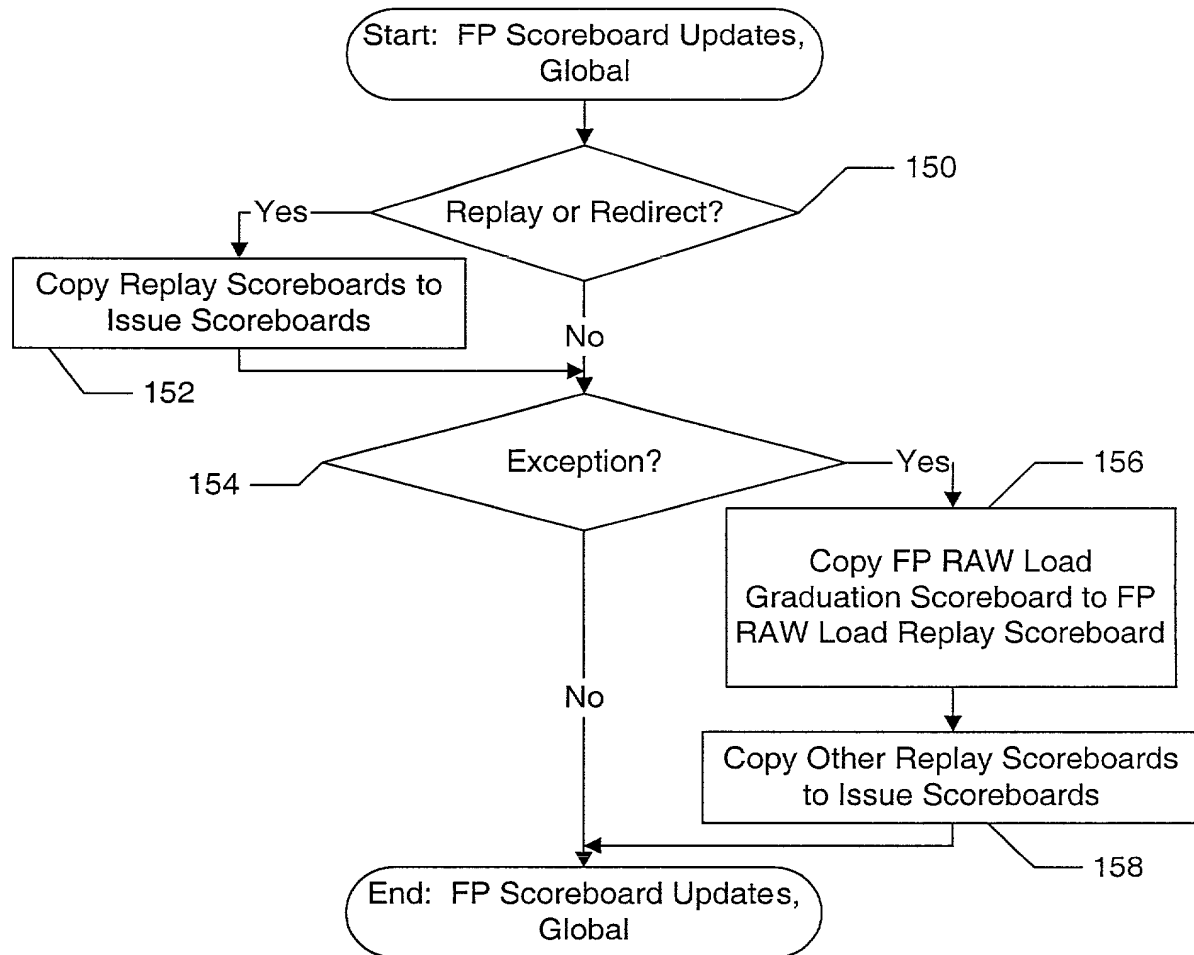 Start: FP Scoreboard Updates,
Global
150
Replay or Redirect?
Yes
Copy Replay Scoreboards to
Issue Scoreboards
No
152
Exception?
154
Yes
156
Copy FP RAW Load
Graduation Scoreboard to FP
RAW Load Replay Scoreboard
No
Copy Other Replay Scoreboards
to Issue Scoreboards
158
End: FP Scoreboard Updates,
Global